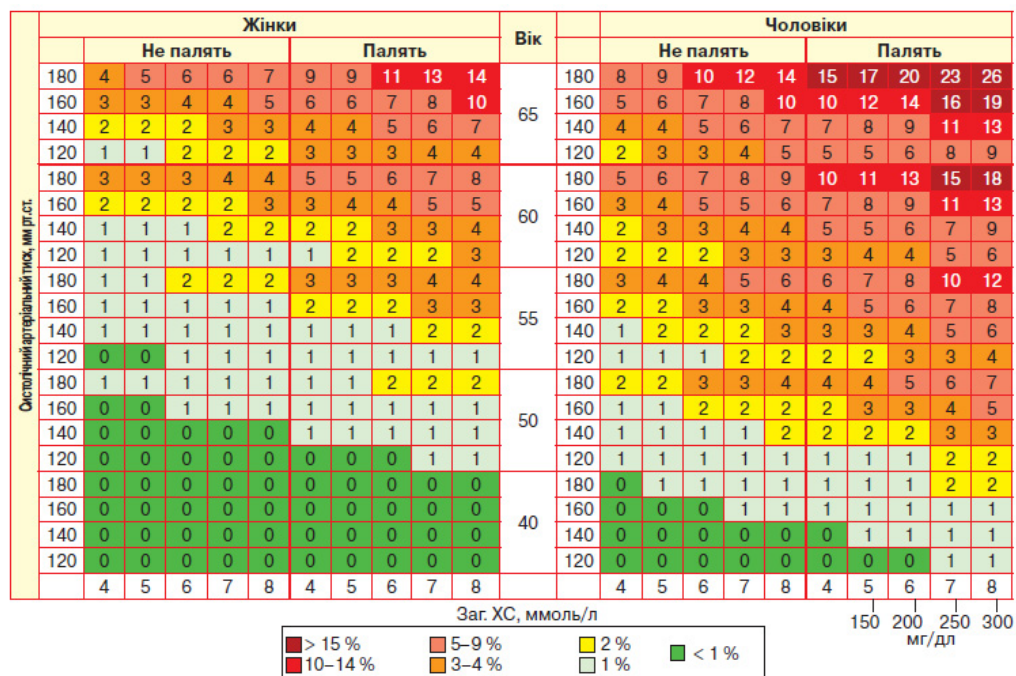 Жінки Вік Чоловіки
Не палять Палять Не палять Палять
Систолічний артеріальний тиск, мм рт.ст.
180 4 5 6 6 7 9 9 11 13 14 180 8 9 10 12 14 15 17 20 23 26
160 3 3 4 4 5 6 6 7 8 10 160 5 6 7 8 10 10 12 14 16 19
65
140 2 2 2 3 3 4 4 5 6 7 140 4 4 5 6 7 7 8 9 11 13
120 1 1 2 2 2 3 3 3 4 4 120 2 3 3 4 5 5 5 6 8 9
180 3 3 3 4 4 5 5 6 7 8 180 5 6 7 8 9 10 11 13 15 18
160 2 2 2 2 3 3 4 4 5 5 160 3 4 5 5 6 7 8 9 11 13
60
140 1 1 1 2 2 2 2 3 3 4 140 2 3 3 4 4 5 5 6 7 9
120 1 1 1 1 1 1 2 2 2 3 120 2 2 2 3 3 3 4 4 5 6
180 1 1 2 2 2 3 3 3 4 4 180 3 4 4 5 6 6 7 8 10 12
160 1 1 1 1 1 2 2 2 3 3 160 2 2 3 3 4 4 5 6 7 8
55
140 1 1 1 1 1 1 1 1 2 2 140 1 2 2 2 3 3 3 4 5 6
120 0 0 1 1 1 1 1 1 1 1 120 1 1 1 2 2 2 2 3 3 4
180 1 1 1 1 1 1 1 2 2 2 180 2 2 3 3 4 4 4 5 6 7
160 0 0 1 1 1 1 1 1 1 1 160 1 1 2 2 2 2 3 3 4 5
50
140 0 0 0 0 0 1 1 1 1 1 140 1 1 1 1 2 2 2 2 3 3
120 0 0 0 0 0 0 0 0 1 1 120 1 1 1 1 1 1 1 1 2 2
180 0 0 0 0 0 0 0 0 0 0 180 0 1 1 1 1 1 1 1 2 2
160 0 0 0 0 0 0 0 0 0 0 160 0 0 0 1 1 1 1 1 1 1
40
140 0 0 0 0 0 0 0 0 0 0 140 0 0 0 0 0 0 1 1 1 1
120 0 0 0 0 0 0 0 0 0 0 120 0 0 0 0 0 0 0 0 1 1
4 5 6 7 8 4 5 6 7 8 4 5 6 7 8 4 5 6 7 8
Заг. ХС, ммоль/л
150 200 250 300
мг/дл
> 15 % 5–9 % 2 % < 1 %
10–14 % 3–4 % 1 %